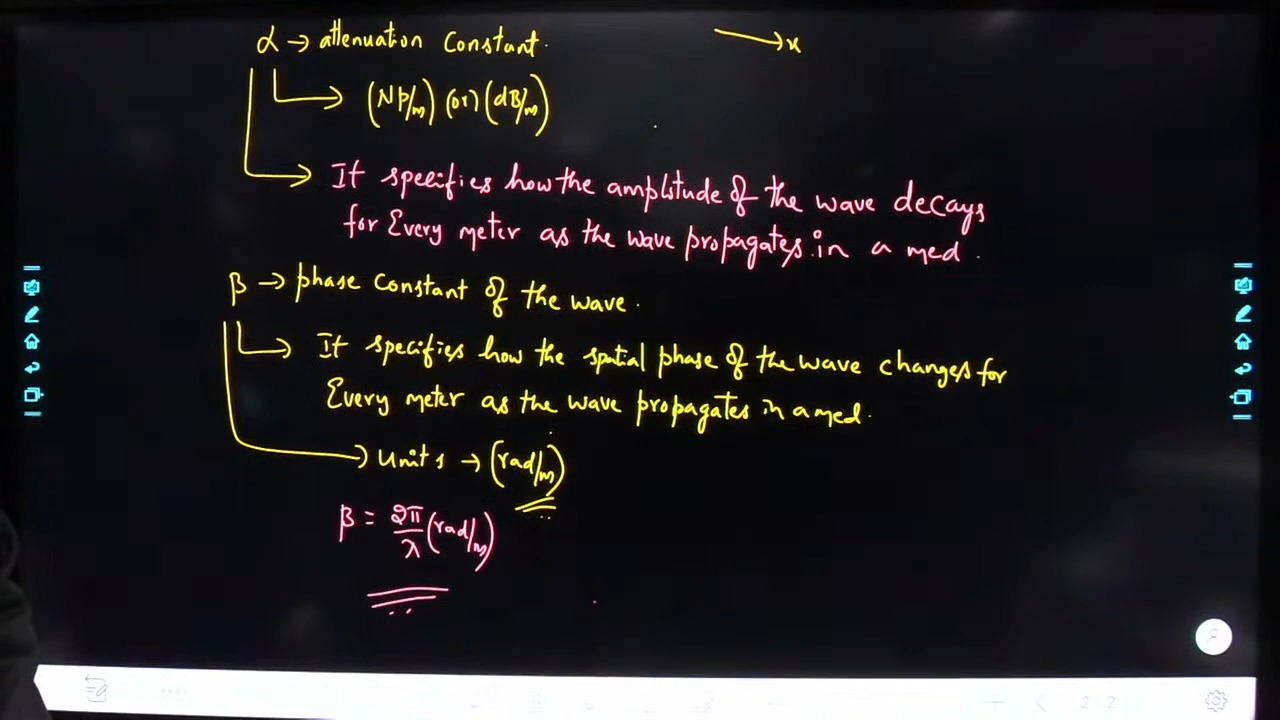 α → attenuation Constant.
→ x
(Np/m) (or) (dB/m)
It specifies how the amplitude of the wave decays
for Every meter as the wave propagates in a med.
β → phase Constant of the wave.
It specifies how the spatial phase of the wave changes for
Every meter as the wave propagates in a med.
Units → (rad/m)
β = 2π/λ (rad/m)